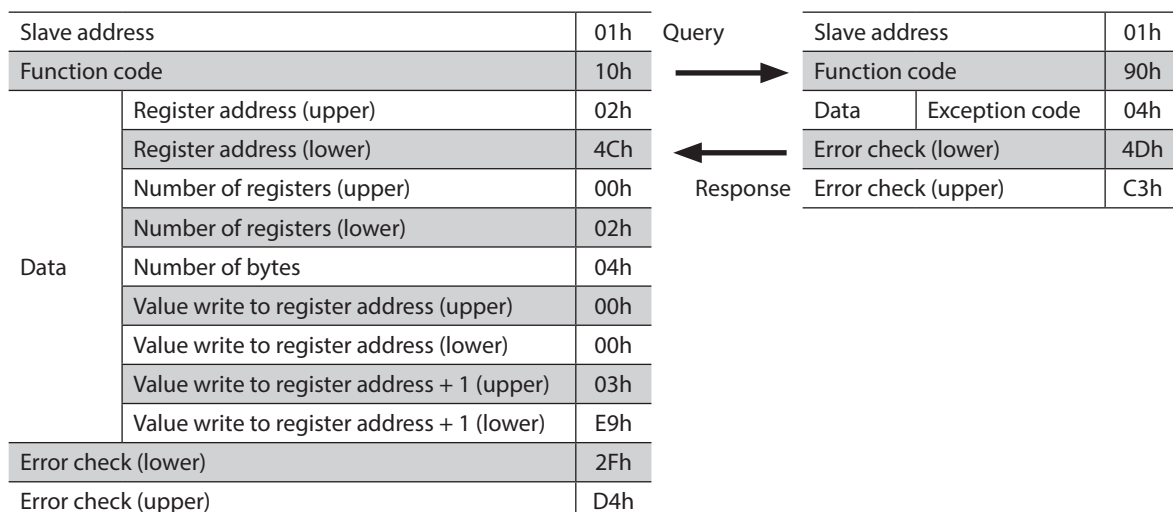 Slave address 01h
Function code 10h
Data
Register address (upper) 02h
Register address (lower) 4Ch
Number of registers (upper) 00h
Number of registers (lower) 02h
Number of bytes 04h
Value write to register address (upper) 00h
Value write to register address (lower) 00h
Value write to register address + 1 (upper) 03h
Value write to register address + 1 (lower) E9h
Error check (lower) 2Fh
Error check (upper) D4h
Query
Response
Slave address 01h
Function code 90h
Data Exception code 04h
Error check (lower) 4Dh
Error check (upper) C3h